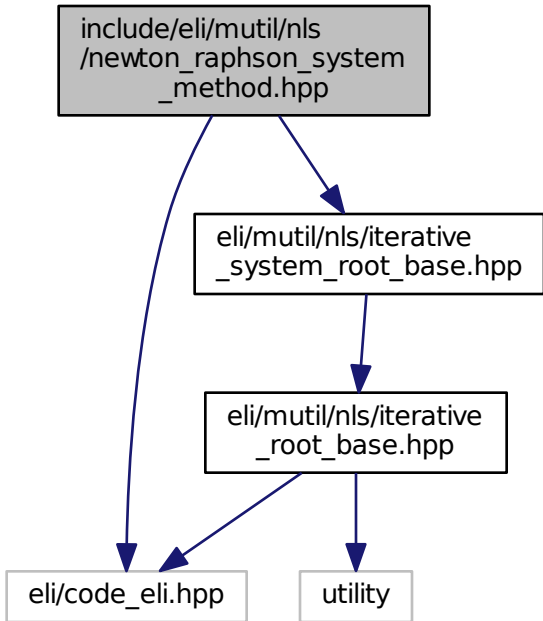 include/eli/mutil/nls
/newton_raphson_system
_method.hpp
eli/mutil/nls/iterative
_system_root_base.hpp
eli/mutil/nls/iterative
_root_base.hpp
eli/code_eli.hpp
utility